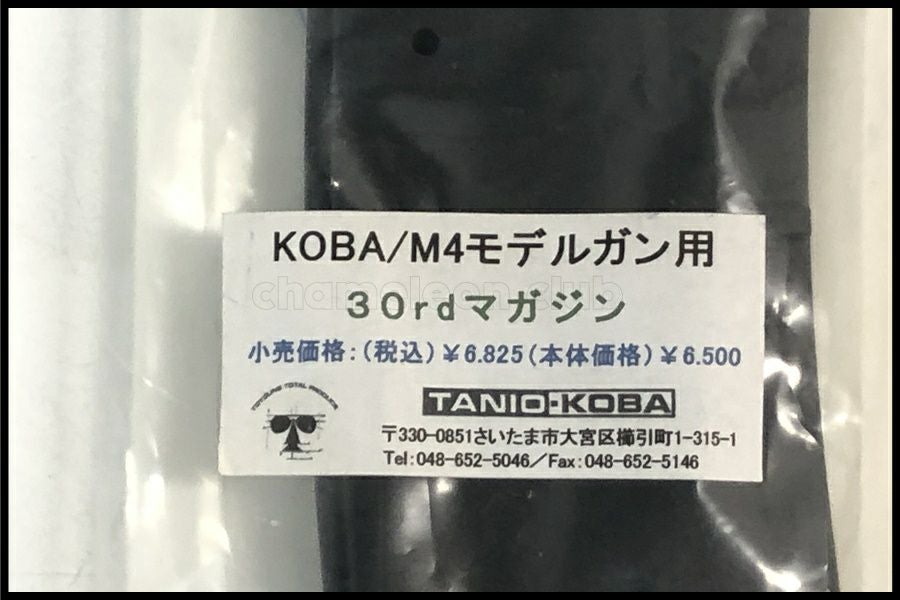 KOBA/M4モデルガン用
chameleon club
30rdマガジン
小売価格:(税込)¥6.825(本体価格)¥6.500
TANIO-KOBA
〒330-0851さいたま市大宮区櫛引町1-315-1
Tel:048-652-5046/Fax:048-652-5146